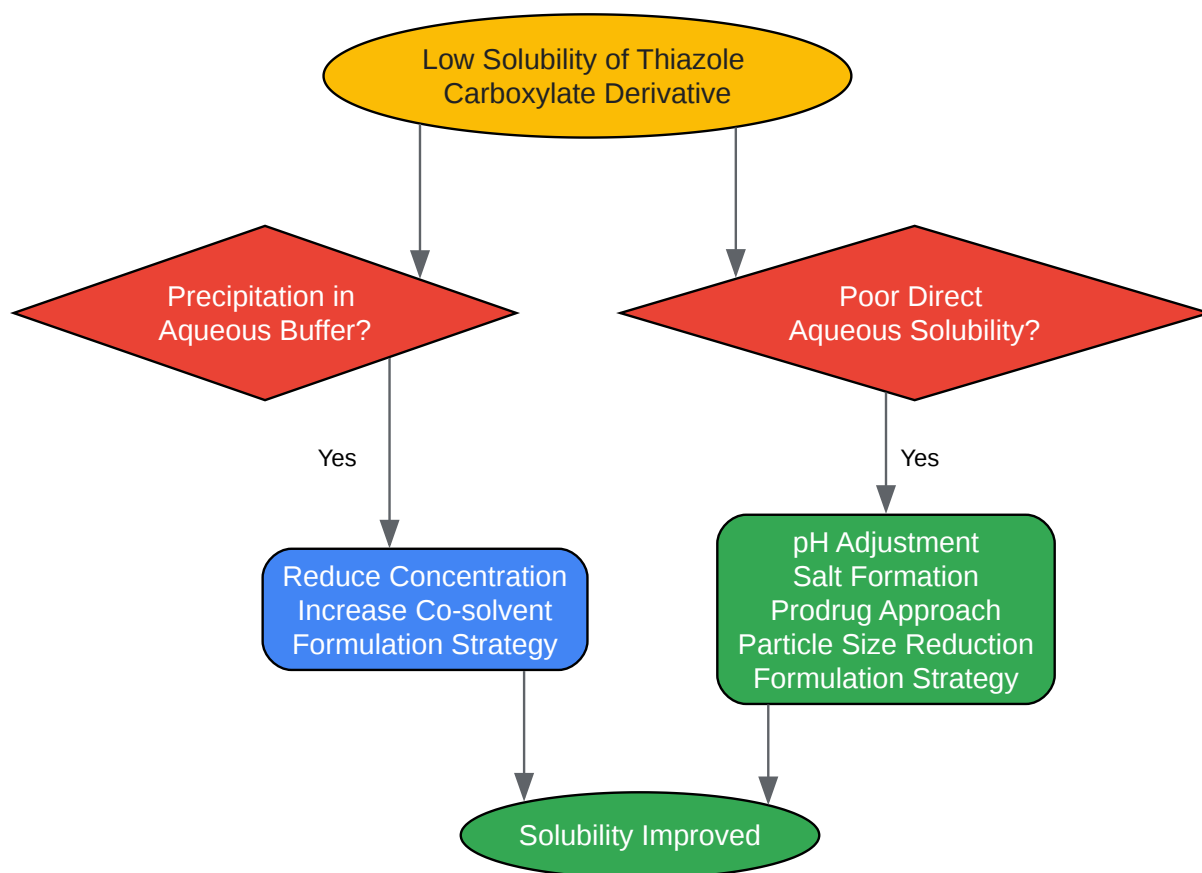 Low Solubility of Thiazole
Carboxylate Derivative
Precipitation in
Aqueous Buffer?
Poor Direct
Aqueous Solubility?
Yes
Yes
Reduce Concentration
Increase Co-solvent
Formulation Strategy
pH Adjustment
Salt Formation
Prodrug Approach
Particle Size Reduction
Formulation Strategy
Solubility Improved